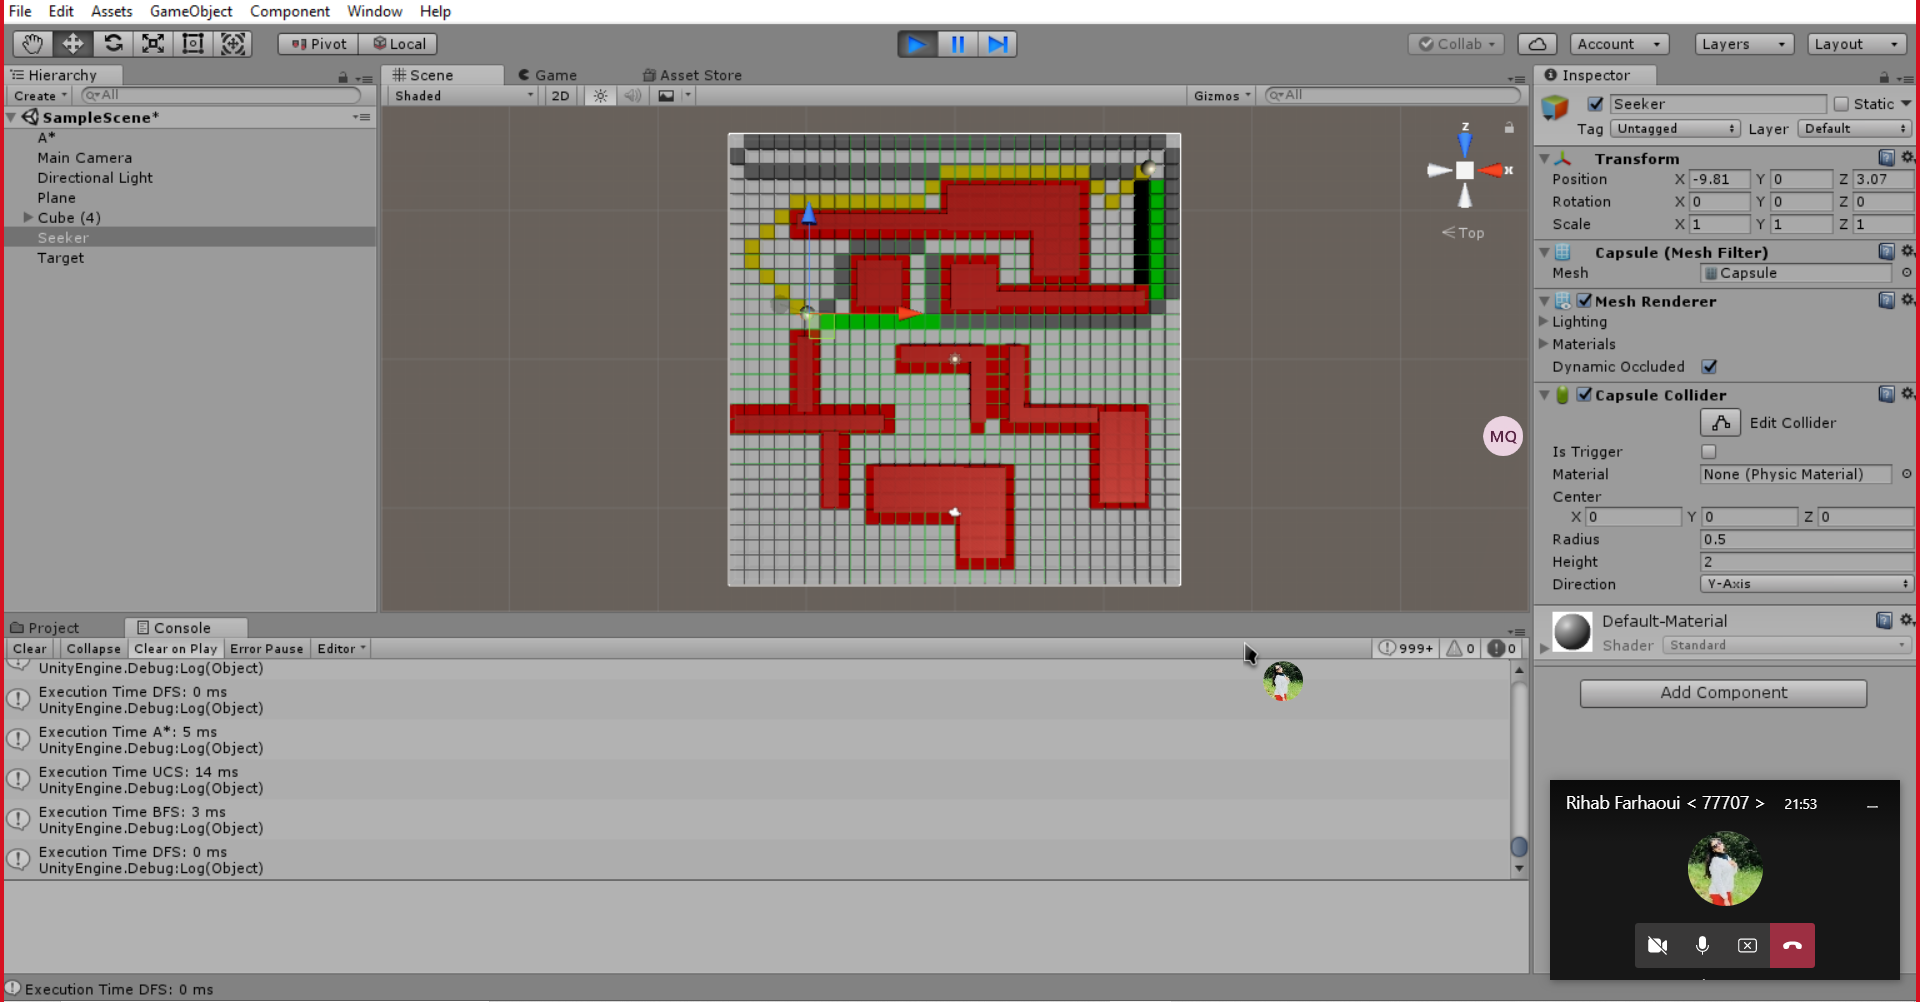 File Edit Assets GameObject Component Window Help
Pivot Local Collab Account Layers Layout
Hierarchy
Create All
SampleScene*
A*
Main Camera
Directional Light
Plane
Cube (4)
Seeker
Target
Scene Game Asset Store
Shaded 2D Gizmos All
z
x
Top
MQ
Inspector
Seeker Static
Tag Untagged Layer Default
Transform
Position X -9.81 Y 0 Z 3.07
Rotation X 0 Y 0 Z 0
Scale X 1 Y 1 Z 1
Capsule (Mesh Filter)
Mesh Capsule
Mesh Renderer
Lighting
Materials
Dynamic Occluded
Capsule Collider
Edit Collider
Is Trigger
Material None (Physic Material)
Center
X 0 Y 0 Z 0
Radius 0.5
Height 2
Direction Y-Axis
Default-Material
Shader Standard
Add Component
Project Console
Clear Collapse Clear on Play Error Pause Editor 999+ 0 0
UnityEngine.Debug:Log(Object)
Execution Time DFS: 0 ms
UnityEngine.Debug:Log(Object)
Execution Time A*: 5 ms
UnityEngine.Debug:Log(Object)
Execution Time UCS: 14 ms
UnityEngine.Debug:Log(Object)
Execution Time BFS: 3 ms
UnityEngine.Debug:Log(Object)
Execution Time DFS: 0 ms
UnityEngine.Debug:Log(Object)
Rihab Farhaoui < 77707 > 21:53
Execution Time DFS: 0 ms